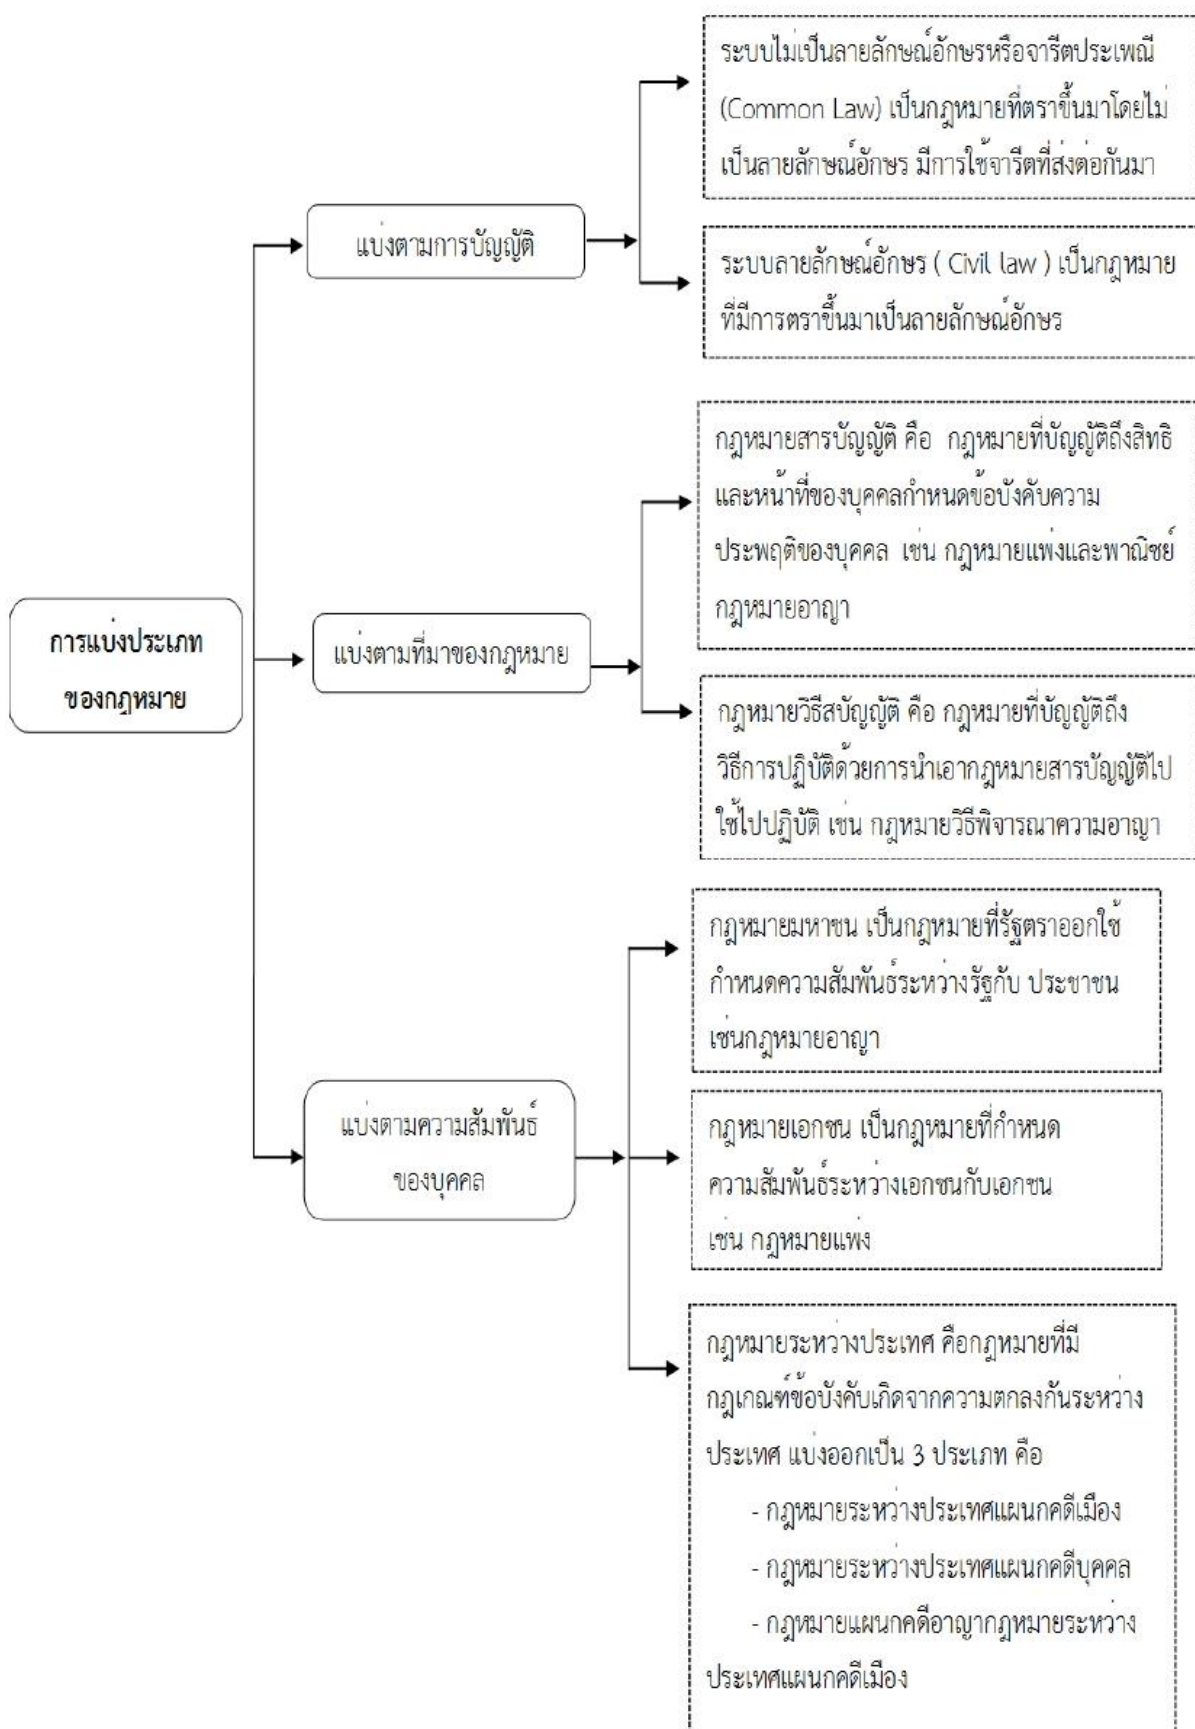 การแบ่งประเภท
ของกฎหมาย
แบ่งตามการบัญญัติ
ระบบไม่เป็นลายลักษณ์อักษรหรือจารีตประเพณี
(Common Law) เป็นกฎหมายที่ตราขึ้นมาโดยไม่
เป็นลายลักษณ์อักษร มีการใช้จารีตที่ส่งต่อกันมา
ระบบลายลักษณ์อักษร ( Civil law ) เป็นกฎหมาย
ที่มีการตราขึ้นมาเป็นลายลักษณ์อักษร
แบ่งตามที่มาของกฎหมาย
กฎหมายสารบัญญัติ คือ กฎหมายที่บัญญัติถึงสิทธิ
และหน้าที่ของบุคคลกำหนดข้อบังคับความ
ประพฤติของบุคคล เช่น กฎหมายแพ่งและพาณิชย์
กฎหมายอาญา
กฎหมายวิธีสบัญญัติ คือ กฎหมายที่บัญญัติถึง
วิธีการปฏิบัติด้วยการนำเอากฎหมายสารบัญญัติไป
ใช้ไปปฏิบัติ เช่น กฎหมายวิธีพิจารณาความอาญา
แบ่งตามความสัมพันธ์
ของบุคคล
กฎหมายมหาชน เป็นกฎหมายที่รัฐตราออกใช้
กำหนดความสัมพันธ์ระหว่างรัฐกับ ประชาชน
เช่นกฎหมายอาญา
กฎหมายเอกชน เป็นกฎหมายที่กำหนด
ความสัมพันธ์ระหว่างเอกชนกับเอกชน
เช่น กฎหมายแพ่ง
กฎหมายระหว่างประเทศ คือกฎหมายที่มี
กฎเกณฑ์ข้อบังคับเกิดจากความตกลงกันระหว่าง
ประเทศ แบ่งออกเป็น 3 ประเภท คือ
- กฎหมายระหว่างประเทศแผนกคดีเมือง
- กฎหมายระหว่างประเทศแผนกคดีบุคคล
- กฎหมายแผนกคดีอาญากฎหมายระหว่าง
ประเทศแผนกคดีเมือง